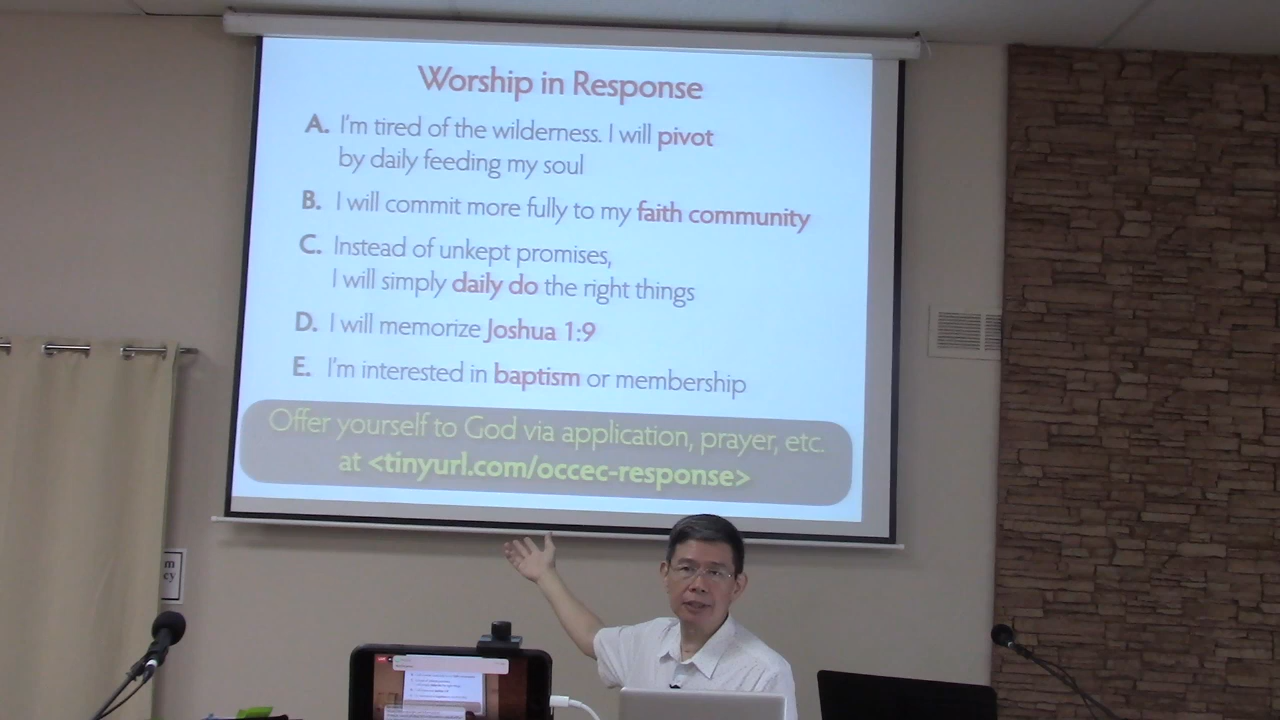 Worship in Response
A. I'm tired of the wilderness. I will pivot
by daily feeding my soul
B. I will commit more fully to my faith community
C. Instead of unkept promises,
I will simply daily do the right things
D. I will memorize Joshua 1:9
E. I'm interested in baptism or membership
Offer yourself to God via application, prayer, etc.
at <tinyurl.com/occec-response>
m
cy